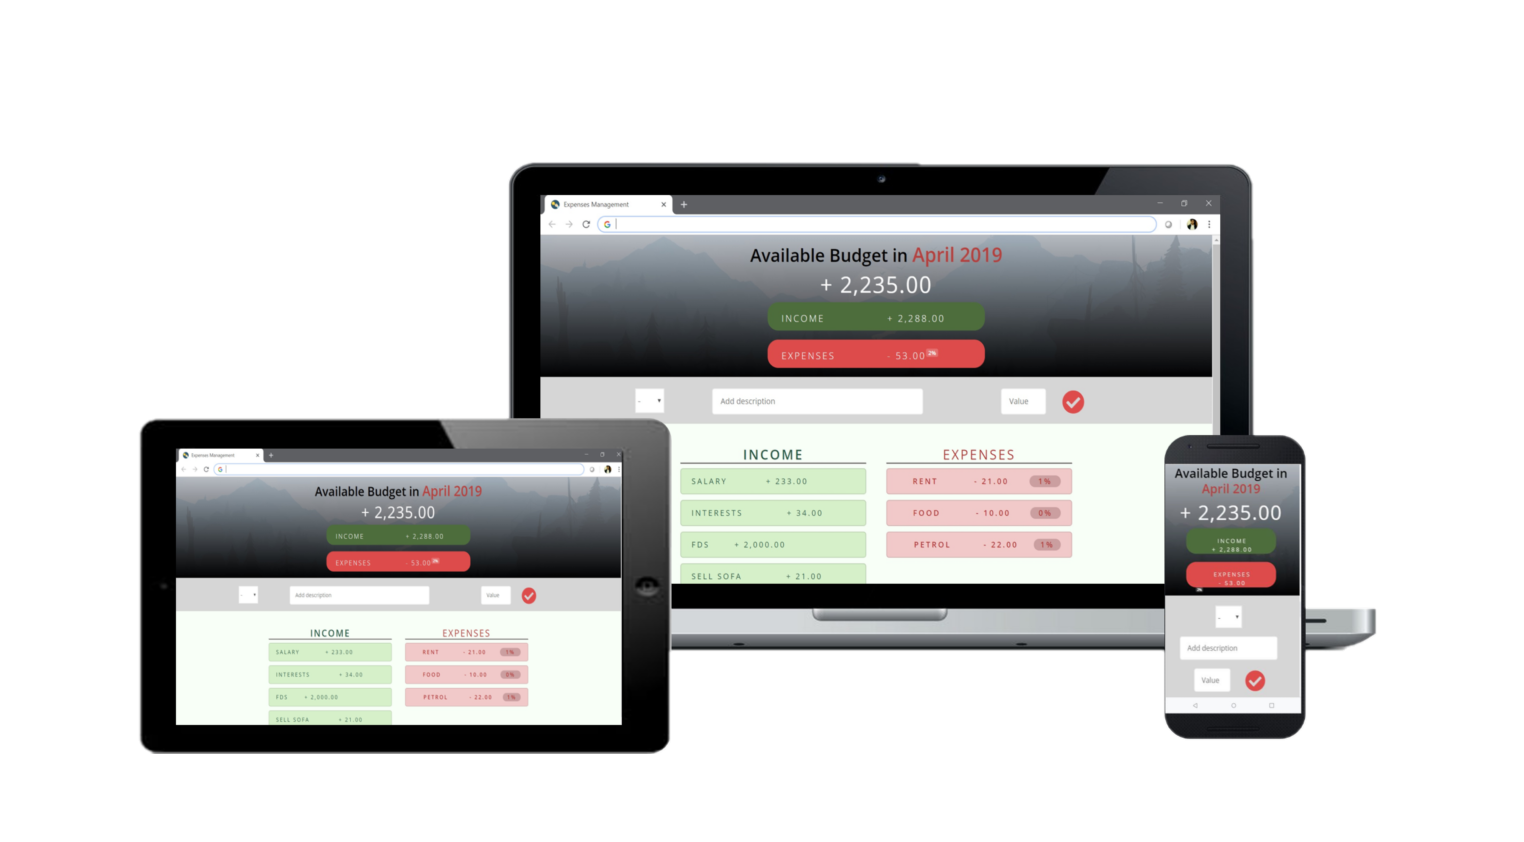 Expenses Management
Available Budget in April 2019
+ 2,235.00
INCOME + 2,288.00
EXPENSES - 53.00 2%
- Add description Value
INCOME EXPENSES
SALARY + 233.00 RENT - 21.00 1%
INTERESTS + 34.00 FOOD - 10.00 0%
FDS + 2,000.00 PETROL - 22.00 1%
SELL SOFA + 21.00
Expenses Management
Available Budget in April 2019
+ 2,235.00
INCOME + 2,288.00
EXPENSES - 53.00
- Add description Value
INCOME EXPENSES
SALARY + 233.00 RENT - 21.00 1%
INTERESTS + 34.00 FOOD - 10.00 0%
FDS + 2,000.00 PETROL - 22.00 1%
SELL SOFA + 21.00
Available Budget in
April 2019
+ 2,235.00
INCOME
+ 2,288.00
EXPENSES
- 53.00
-
Add description
Value